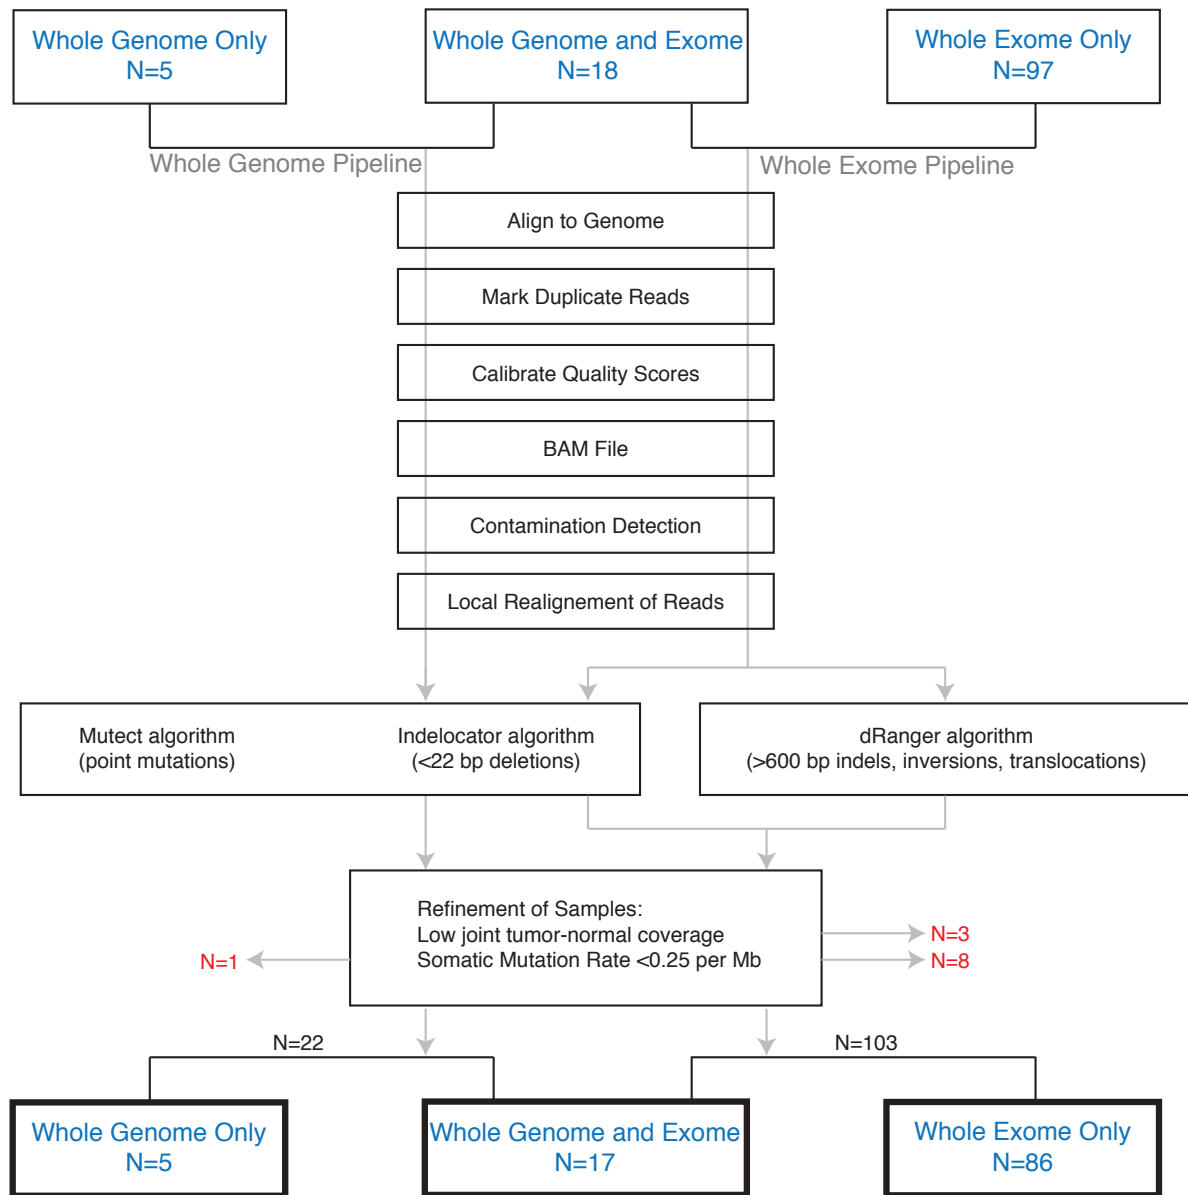 Whole Genome Only
N=5
Whole Genome and Exome
N=18
Whole Exome Only
N=97
Whole Genome Pipeline
Whole Exome Pipeline
Align to Genome
Mark Duplicate Reads
Calibrate Quality Scores
BAM File
Contamination Detection
Local Realignement of Reads
Mutect algorithm
(point mutations)
Indelocator algorithm
(<22 bp deletions)
dRanger algorithm
(>600 bp indels, inversions, translocations)
Refinement of Samples:
Low joint tumor-normal coverage
Somatic Mutation Rate <0.25 per Mb
N=1
N=3
N=8
N=22
N=103
Whole Genome Only
N=5
Whole Genome and Exome
N=17
Whole Exome Only
N=86